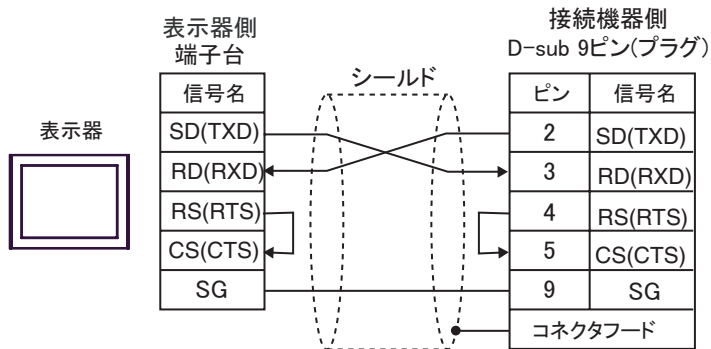 表示器側
端子台
接続機器側
D-sub 9ピン(プラグ)
シールド
表示器
信号名
ピン 信号名
SD(TXD)
2 SD(TXD)
RD(RXD)
3 RD(RXD)
RS(RTS)
4 RS(RTS)
CS(CTS)
5 CS(CTS)
SG
9 SG
コネクタフード